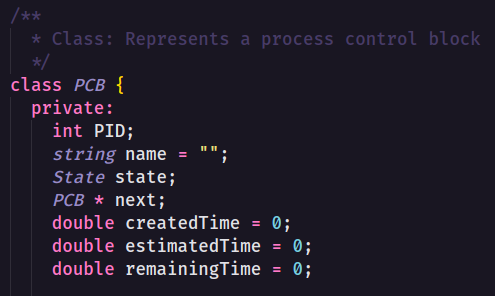 /**
* Class: Represents a process control block
*/
class PCB {
private:
int PID;
string name = "";
State state;
PCB * next;
double createdTime = 0;
double estimatedTime = 0;
double remainingTime = 0;